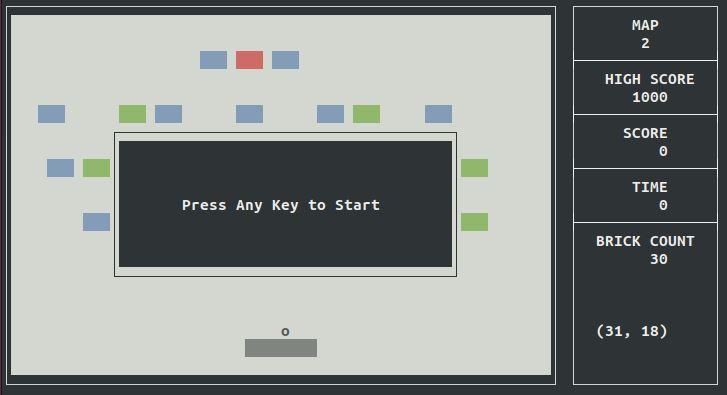 MAP
2
HIGH SCORE
1000
SCORE
0
TIME
0
BRICK COUNT
30
(31, 18)
Press Any Key to Start
o